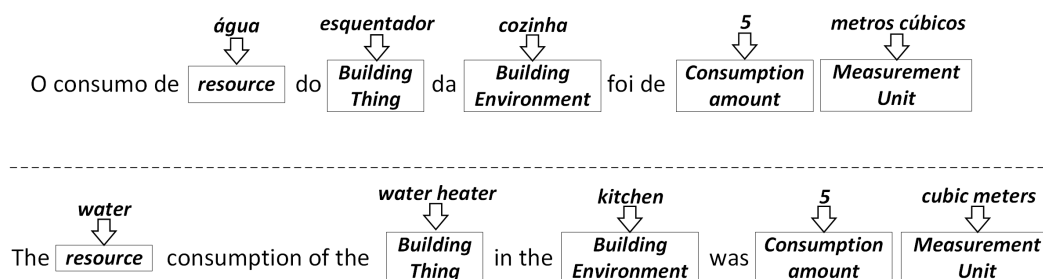 água esquentador cozinha 5 metros cúbicos
O consumo de resource do Building Thing da Building Environment foi de Consumption amount Measurement Unit
water water heater kitchen 5 cubic meters
The resource consumption of the Building Thing in the Building Environment was Consumption amount Measurement Unit